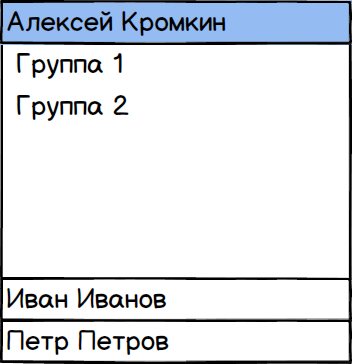 Алексей Кромкин
Группа 1
Группа 2
Иван Иванов
Петр Петров